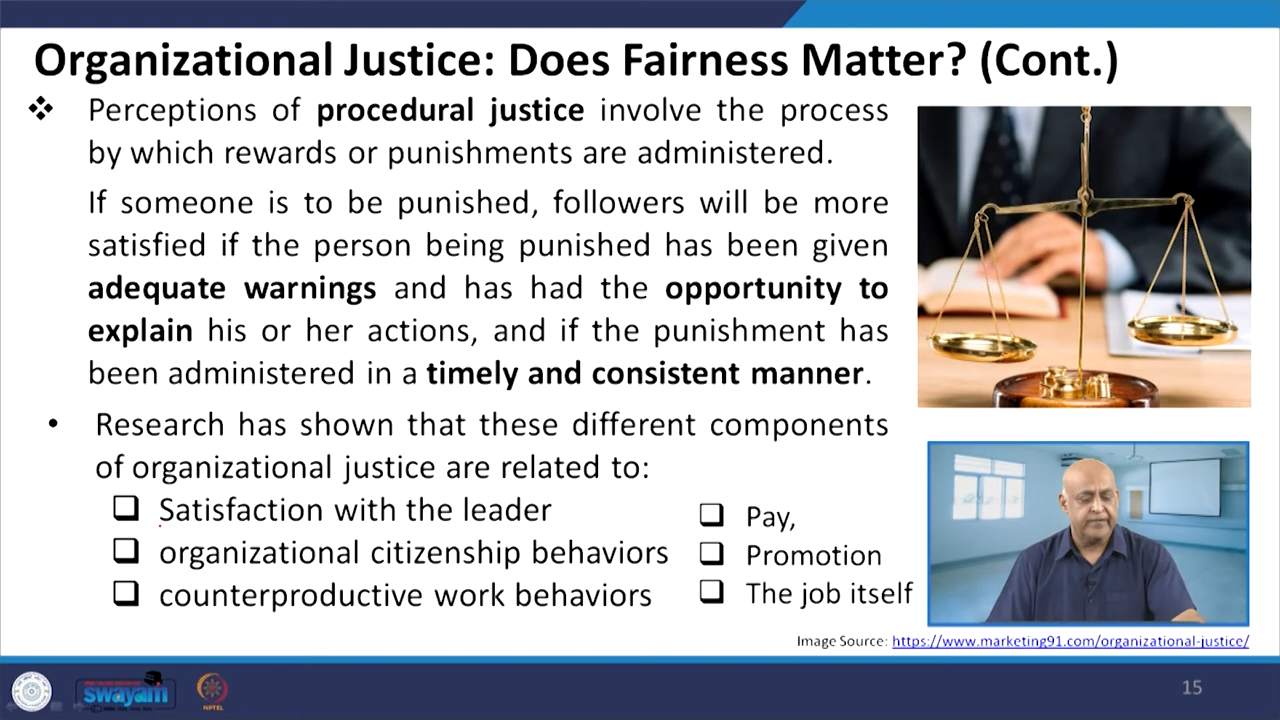 Organizational Justice: Does Fairness Matter? (Cont.)
❖ Perceptions of procedural justice involve the process
by which rewards or punishments are administered.
If someone is to be punished, followers will be more
satisfied if the person being punished has been given
adequate warnings and has had the opportunity to
explain his or her actions, and if the punishment has
been administered in a timely and consistent manner.
• Research has shown that these different components
of organizational justice are related to:
❑ Satisfaction with the leader
❑ organizational citizenship behaviors
❑ counterproductive work behaviors
❑ Pay,
❑ Promotion
❑ The job itself
Image Source: https://www.marketing91.com/organizational-justice/
swayam
NPTEL
15